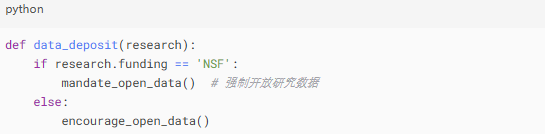 python
def data_deposit(research):
    if research.funding == 'NSF':
        mandate_open_data()  # 强制开放研究数据
    else:
        encourage_open_data()